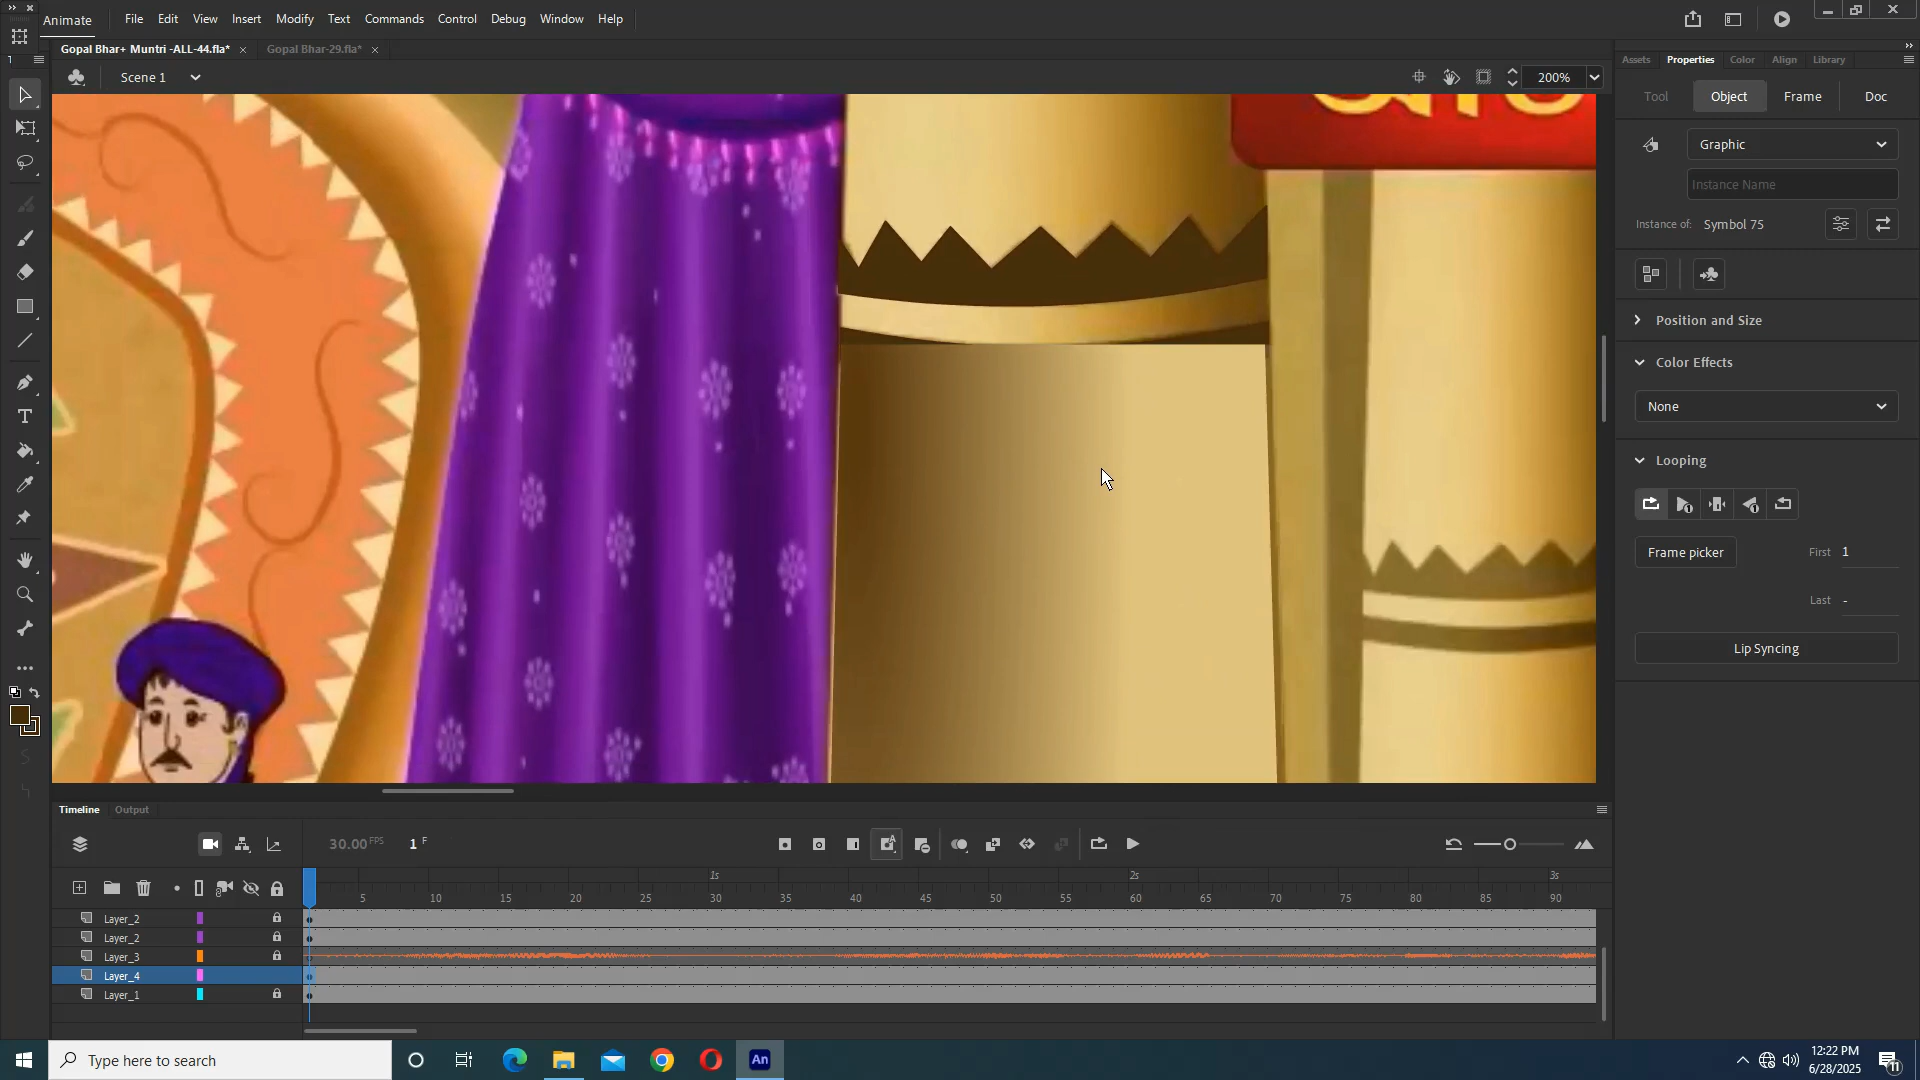 Animate File Edit View Insert Modify Text Commands Control Debug Window Help
Gopal Bhar+ Muntri -ALL-44.fla* Gopal Bhar-29.fla*
Scene 1 200%
Assets Properties Color Align Library
Tool Object Frame Doc
Graphic
Instance Name
Instance of: Symbol 75
Position and Size
Color Effects
None
Looping
Frame picker First 1
Last -
Lip Syncing
Timeline Output
30.00 FPS 1 F
1s 2s 3s
5 10 15 20 25 30 35 40 45 50 55 60 65 70 75 80 85 90
Layer_2
Layer_2
Layer_3
Layer_4
Layer_1
Type here to search
An
12:22 PM
6/28/2025
11